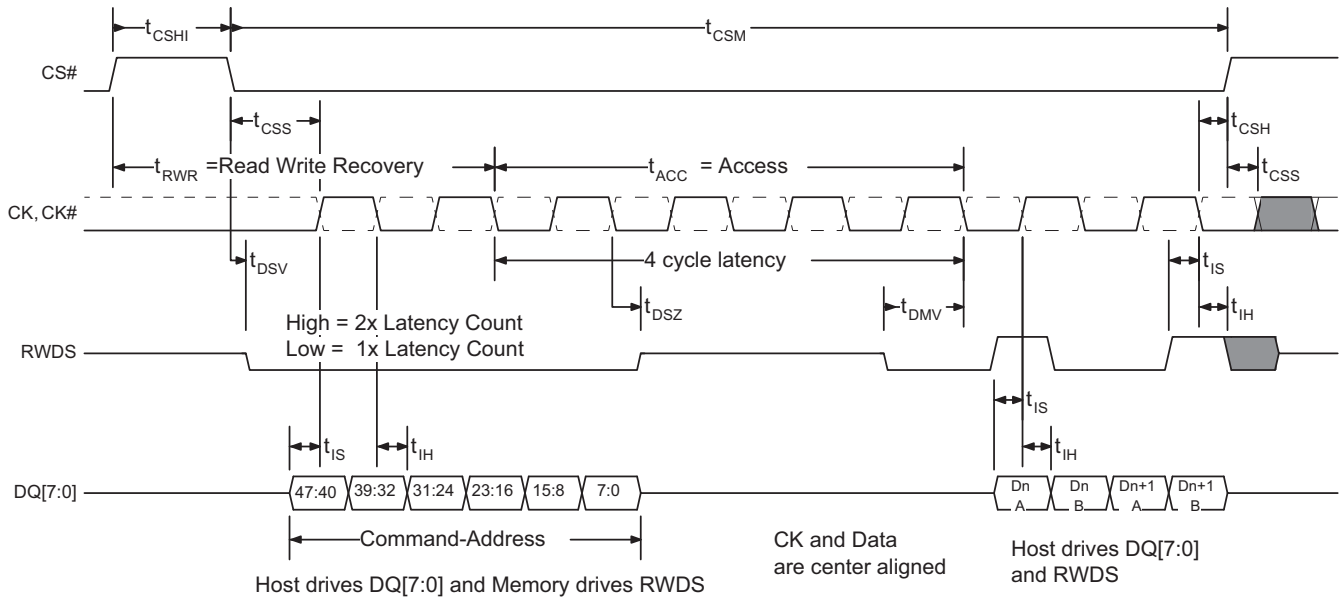 tCSHI
tCSM
CS#
tCSS
tCSH
tRWR =Read Write Recovery
tACC = Access
tCSS
CK, CK#
tDSV
4 cycle latency
tIS
tDSZ
tDMV
tIH
High = 2x Latency Count
Low = 1x Latency Count
RWDS
tIS
tIS
tIH
tIH
DQ[7:0]
47:40 39:32 31:24 23:16 15:8 7:0
Dn A
Dn B
Dn+1 A
Dn+1 B
Command-Address
CK and Data
are center aligned
Host drives DQ[7:0]
and RWDS
Host drives DQ[7:0] and Memory drives RWDS